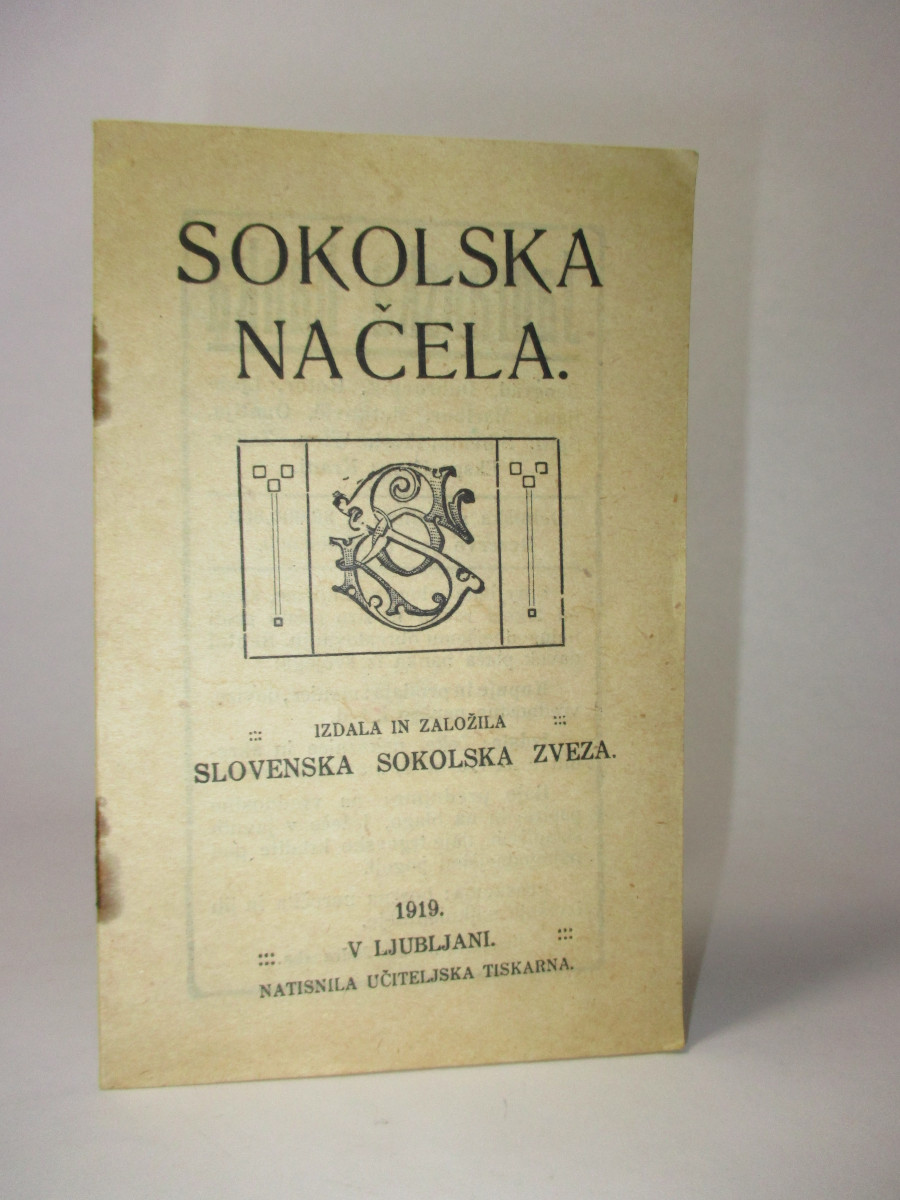 SOKOLSKA
NAČELA.
IZDALA IN ZALOŽILA
SLOVENSKA SOKOLSKA ZVEZA.
1919.
V LJUBLJANI.
NATISNILA UČITELJSKA TISKARNA.